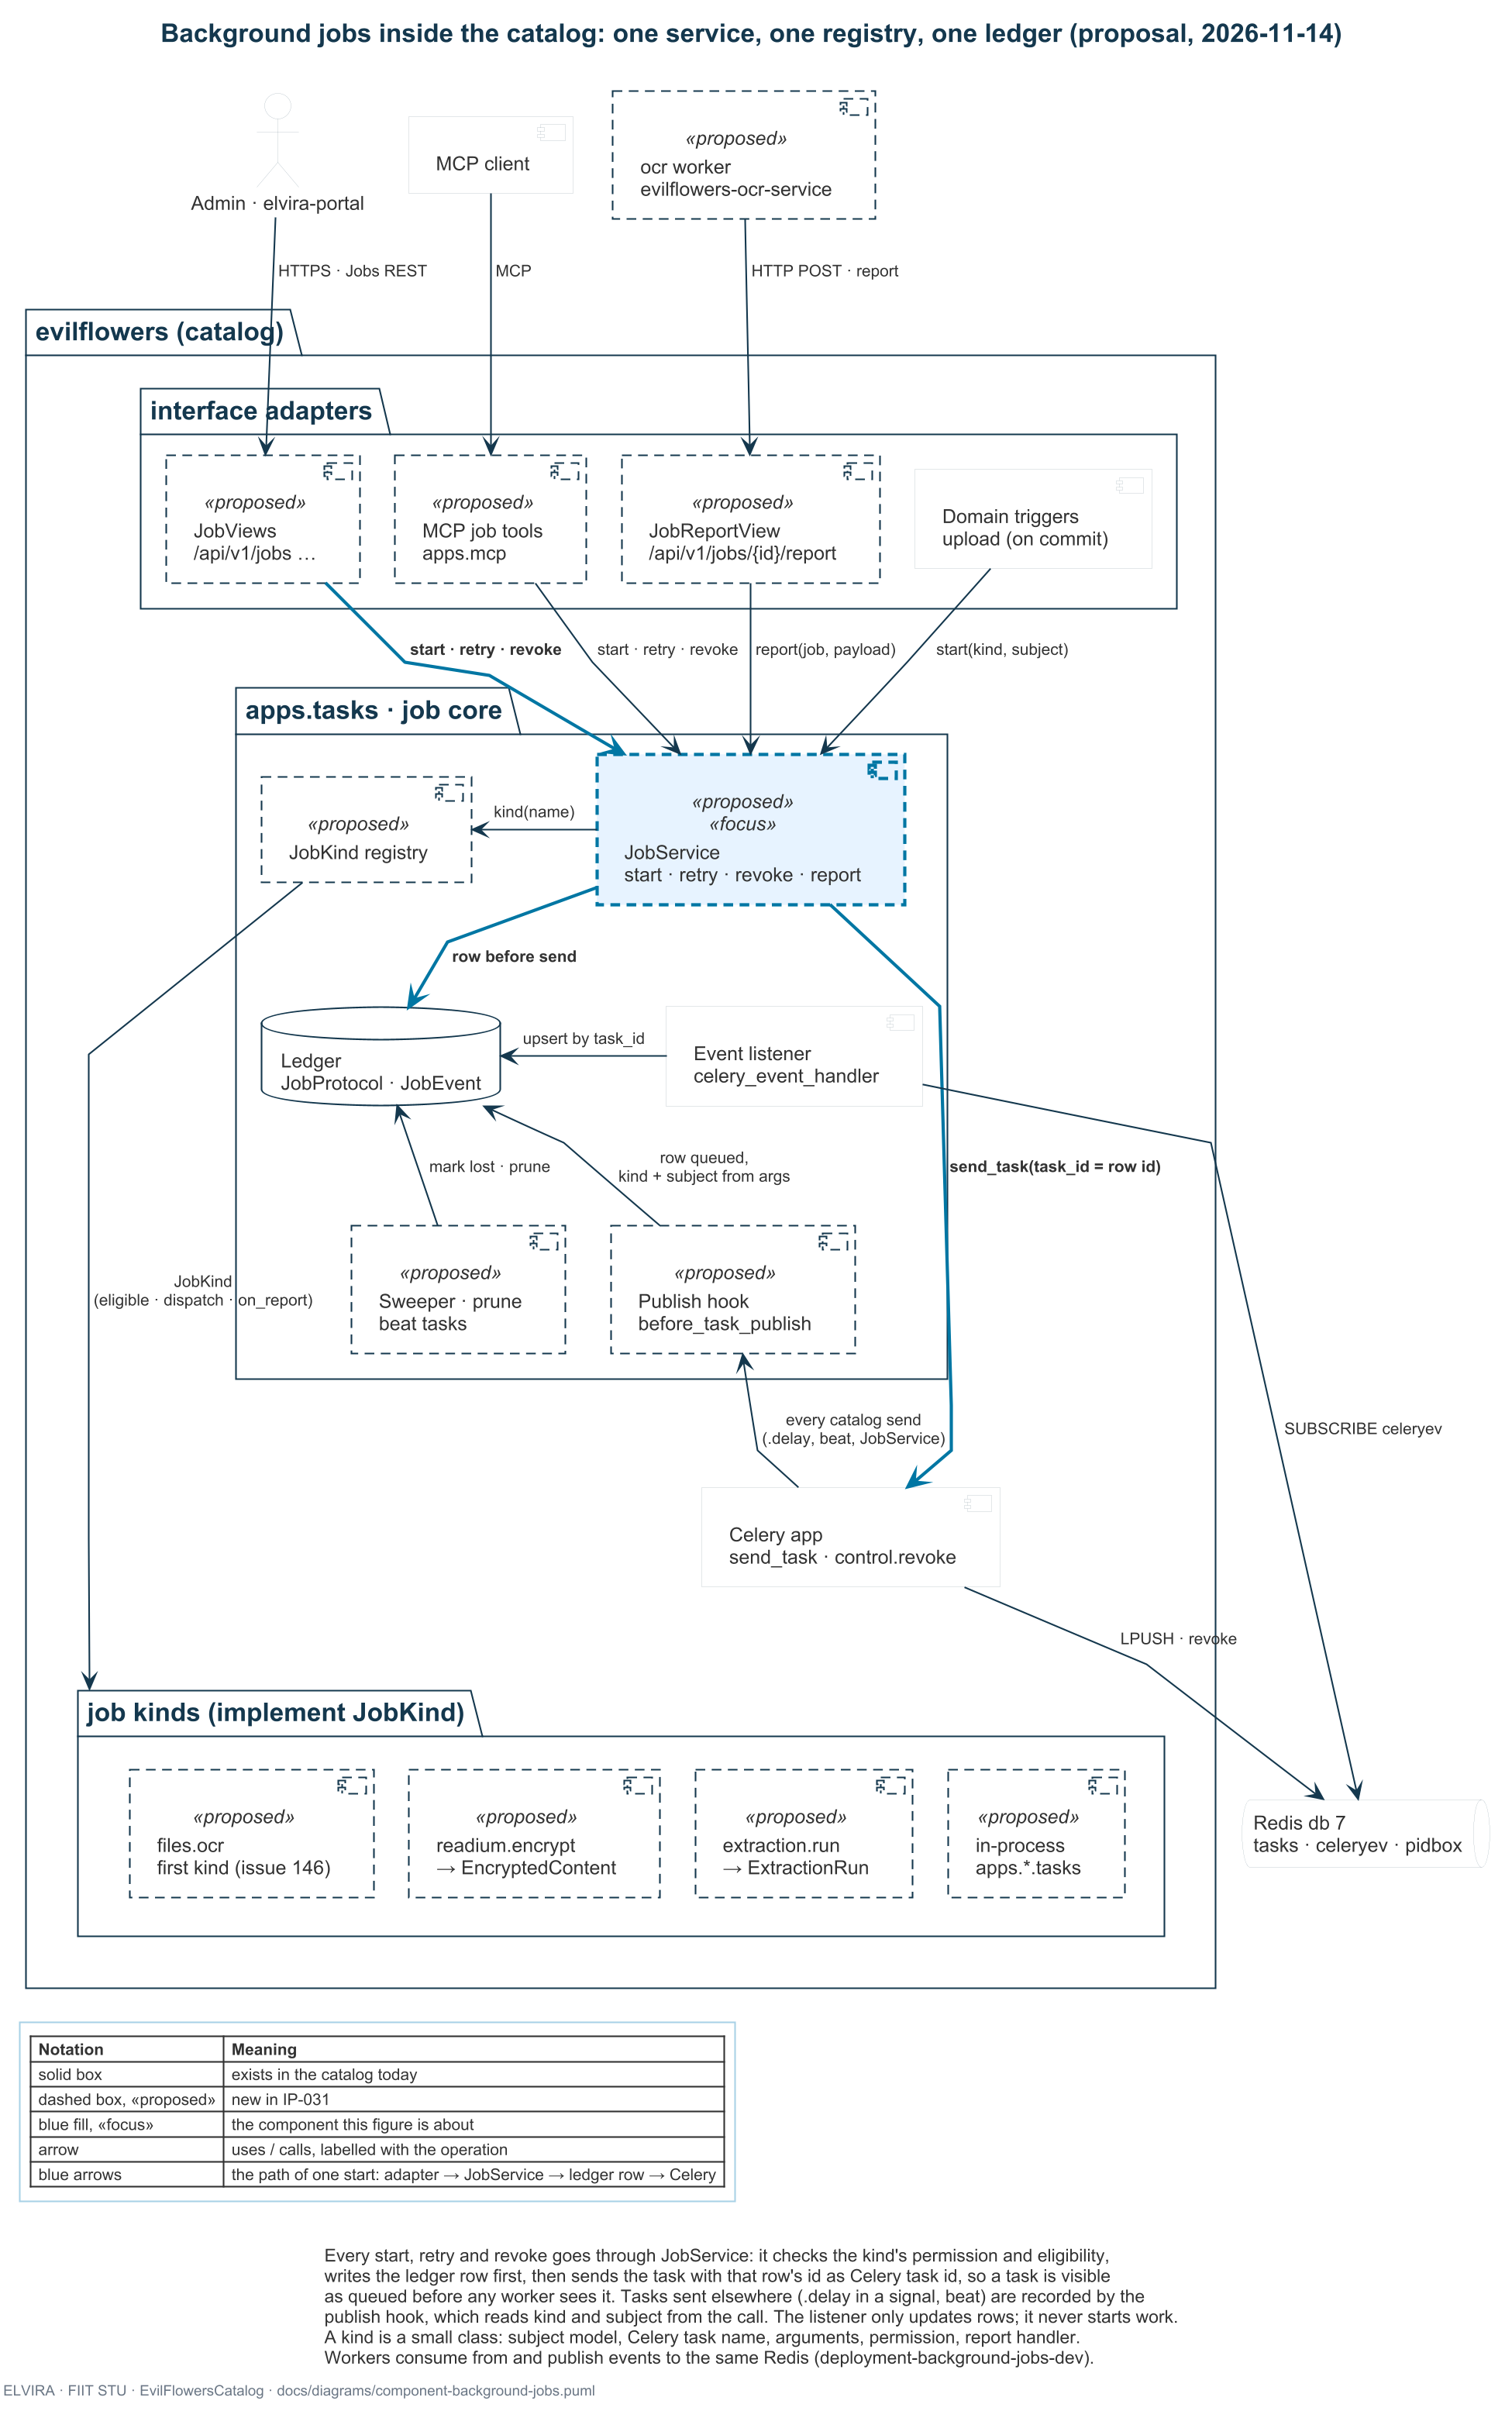 Background jobs inside the catalog: one service, one registry, one ledger (proposal, 2026-11-14)
Admin · elvira-portal
MCP client
«proposed»
ocr worker
evilflowers-ocr-service
HTTPS · Jobs REST
MCP
HTTP POST · report
evilflowers (catalog)
interface adapters
«proposed»
JobViews
/api/v1/jobs …
«proposed»
MCP job tools
apps.mcp
«proposed»
JobReportView
/api/v1/jobs/{id}/report
Domain triggers
upload (on commit)
start · retry · revoke
start · retry · revoke
report(job, payload)
start(kind, subject)
apps.tasks · job core
«proposed»
JobKind registry
kind(name)
«proposed»
«focus»
JobService
start · retry · revoke · report
row before send
Ledger
JobProtocol · JobEvent
upsert by task_id
Event listener
celery_event_handler
mark lost · prune
row queued,
kind + subject from args
send_task(task_id = row id)
JobKind
(eligible · dispatch · on_report)
«proposed»
Sweeper · prune
beat tasks
«proposed»
Publish hook
before_task_publish
every catalog send
(.delay, beat, JobService)
SUBSCRIBE celeryev
Celery app
send_task · control.revoke
LPUSH · revoke
job kinds (implement JobKind)
«proposed»
files.ocr
first kind (issue 146)
«proposed»
readium.encrypt
→ EncryptedContent
«proposed»
extraction.run
→ ExtractionRun
«proposed»
in-process
apps.*.tasks
Redis db 7
tasks · celeryev · pidbox
Notation Meaning
solid box exists in the catalog today
dashed box, «proposed» new in IP-031
blue fill, «focus» the component this figure is about
arrow uses / calls, labelled with the operation
blue arrows the path of one start: adapter → JobService → ledger row → Celery
Every start, retry and revoke goes through JobService: it checks the kind's permission and eligibility,
writes the ledger row first, then sends the task with that row's id as Celery task id, so a task is visible
as queued before any worker sees it. Tasks sent elsewhere (.delay in a signal, beat) are recorded by the
publish hook, which reads kind and subject from the call. The listener only updates rows; it never starts work.
A kind is a small class: subject model, Celery task name, arguments, permission, report handler.
Workers consume from and publish events to the same Redis (deployment-background-jobs-dev).
ELVIRA · FIIT STU · EvilFlowersCatalog · docs/diagrams/component-background-jobs.puml